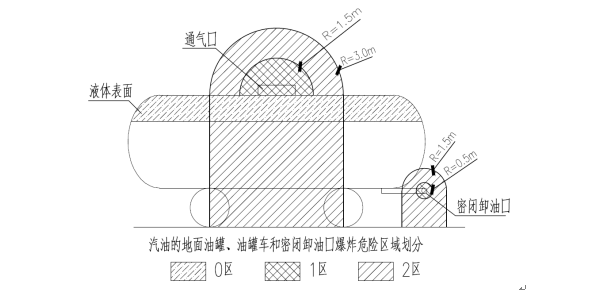 通气口
R=1.5m
R=3.0m
液体表面
R=1.5m
R=0.5m
密闭卸油口
汽油的地面油罐、油罐车和密闭卸油口爆炸危险区域划分
0区
1区
2区